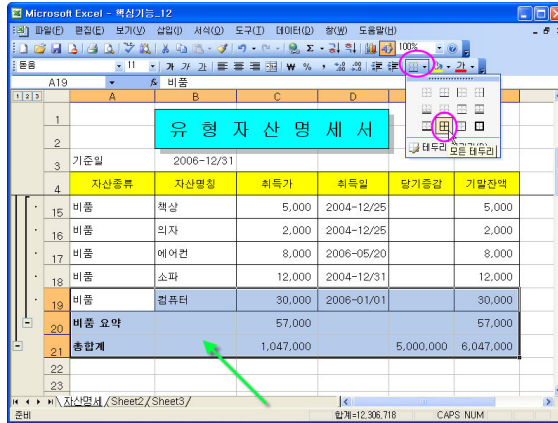 Microsoft Excel - 핵심기능_12
파일(F) 편집(E) 보기(V) 삽입(I) 서식(O) 도구(T) 데이터(D) 창(W) 도움말(H)
100%
돋움 11 가 가 가
A19 fx 비품
1 2 3 A B C D
1 유 형 자 산 명 세 서
2
테두리
모든 테두리
3 기준일 2006-12/31
4 자산종류 자산명칭 취득가 취득일 당기증감 기말잔액
15 비품 책상 5,000 2004-12/25 5,000
16 비품 의자 2,000 2004-12/25 2,000
17 비품 에어컨 8,000 2006-05/20 8,000
18 비품 소파 12,000 2004-12/31 12,000
19 비품 컴퓨터 30,000 2006-01/01 30,000
20 비품 요약 57,000 57,000
21 총합계 1,047,000 5,000,000 6,047,000
22
23
자산명세 / Sheet2 / Sheet3 /
준비 합계=12,306,718 CAPS NUM